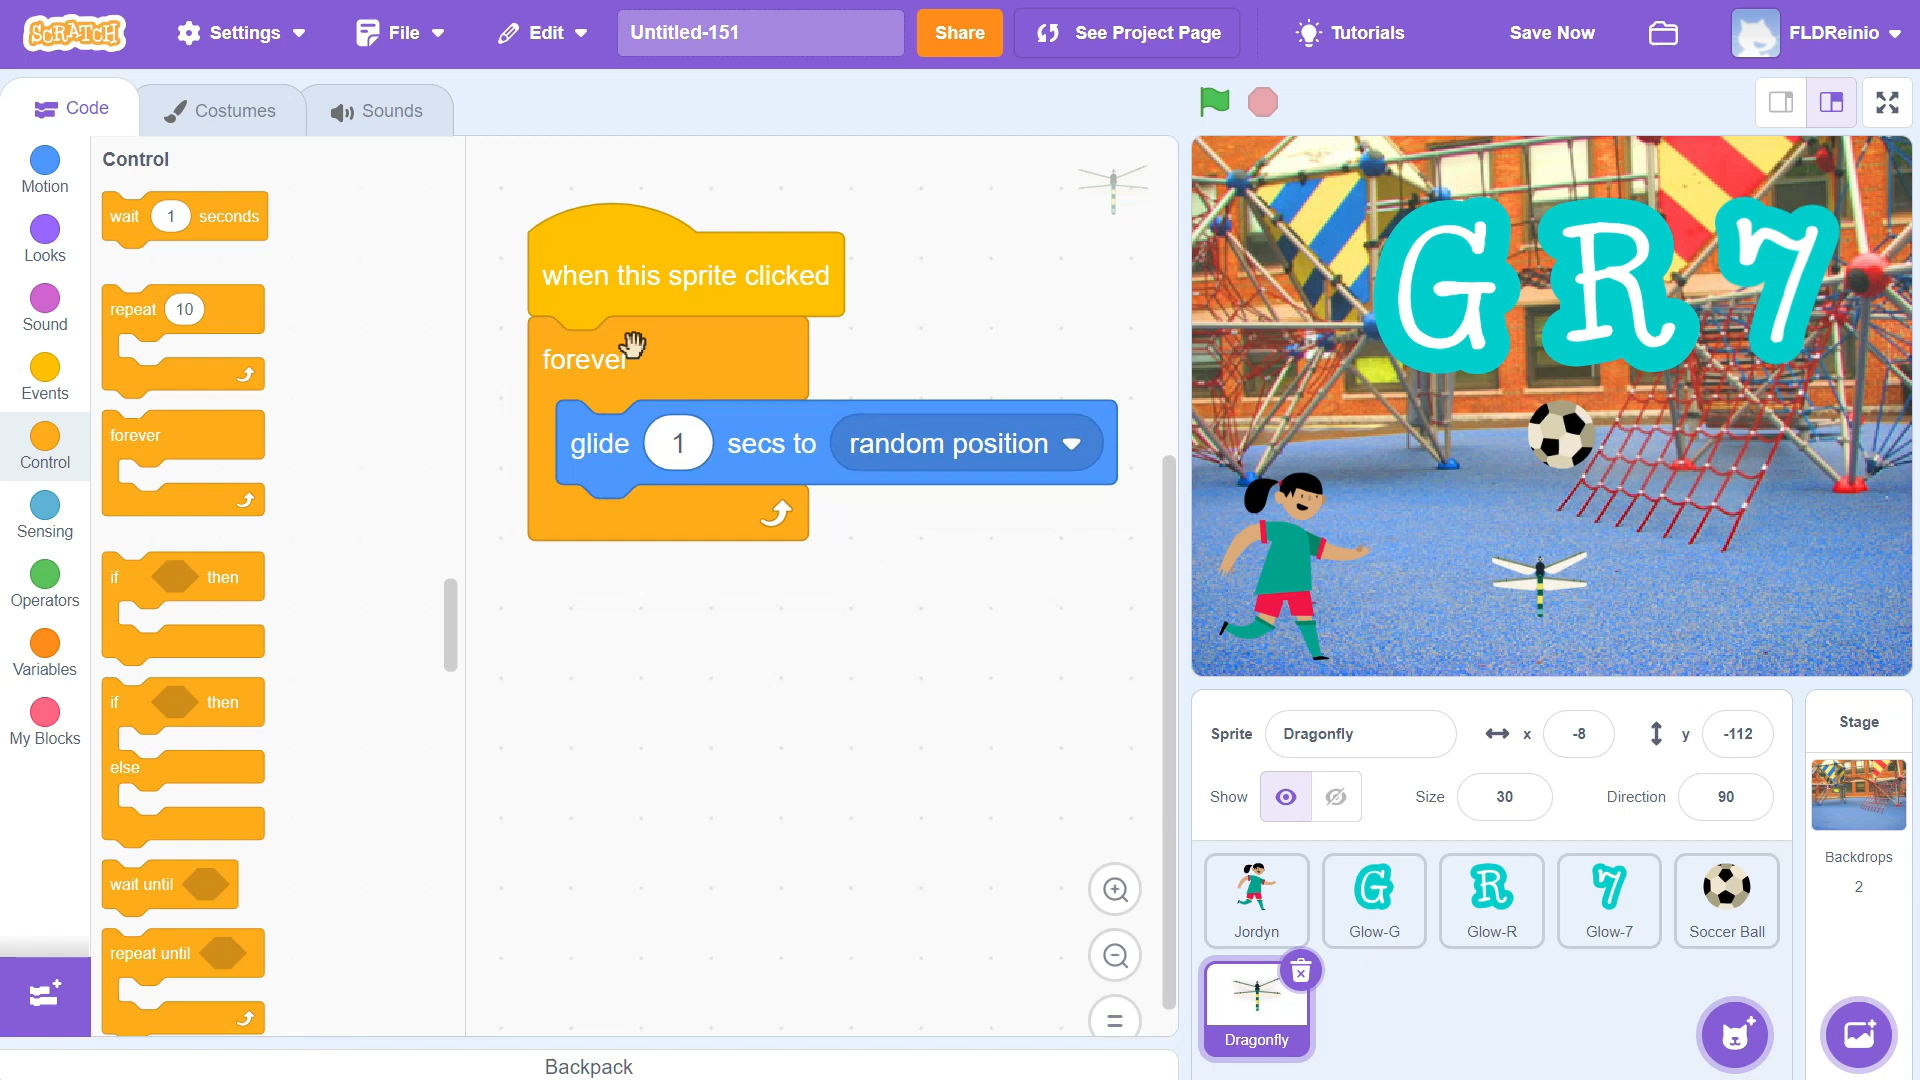 SCRATCH
Settings
File
Edit
Untitled-151
Share
See Project Page
Tutorials
Save Now
FLDReinio
Code
Costumes
Sounds
Motion
Looks
Sound
Events
Control
Sensing
Operators
Variables
My Blocks
Control
wait 1 seconds
repeat 10
forever
if then
if then
else
wait until
repeat until
when this sprite clicked
forever
glide 1 secs to random position
Backpack
G R 7
Sprite Dragonfly x -8 y -112
Show Size 30 Direction 90
Jordyn
Glow-G
Glow-R
Glow-7
Soccer Ball
Dragonfly
Stage
Backdrops
2